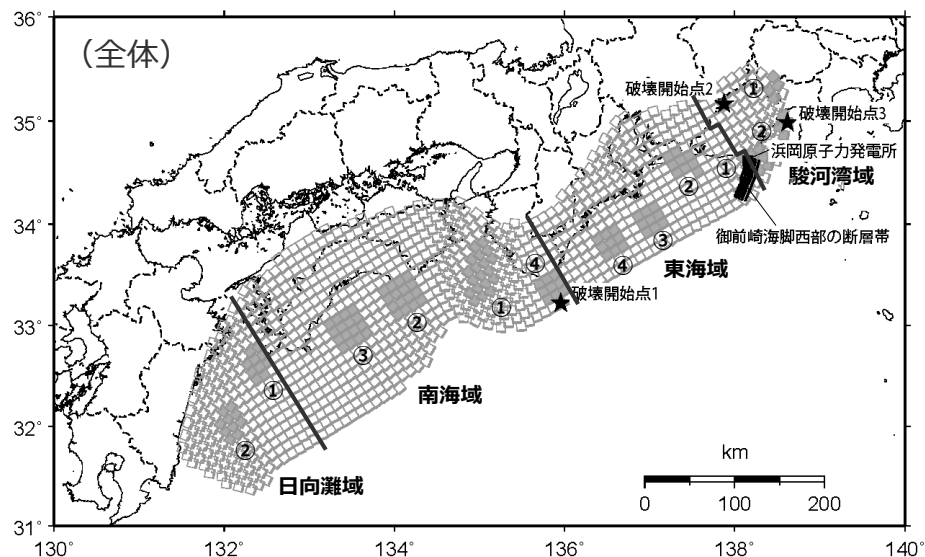 36°
（全体）
破壊開始点2
①
35°
破壊開始点3
②
浜岡原子力発電所
①
駿河湾域
②
34°
御前崎海脚西部の断層帯
③
④
④
東海域
破壊開始点1
33°
①
②
③
南海域
①
32°
②
km
日向灘域
0 100 200
31°
130° 132° 134° 136° 138° 140°